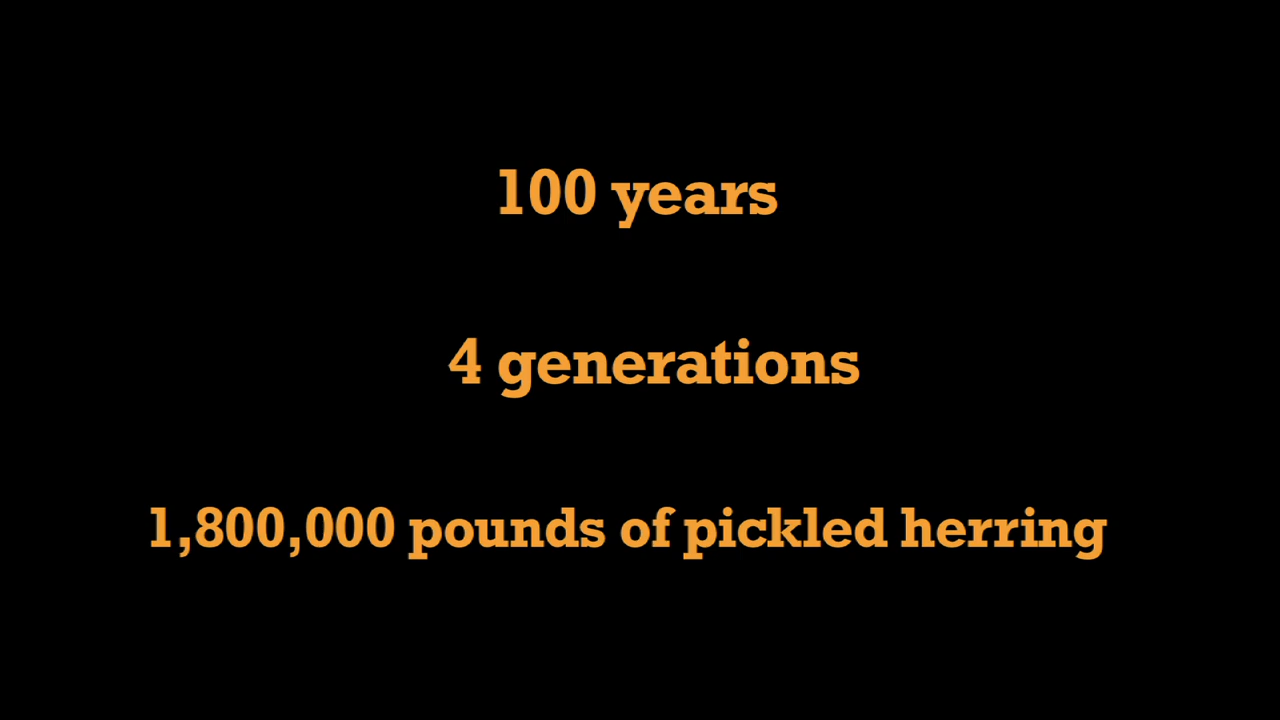 100 years
4 generations
1,800,000 pounds of pickled herring